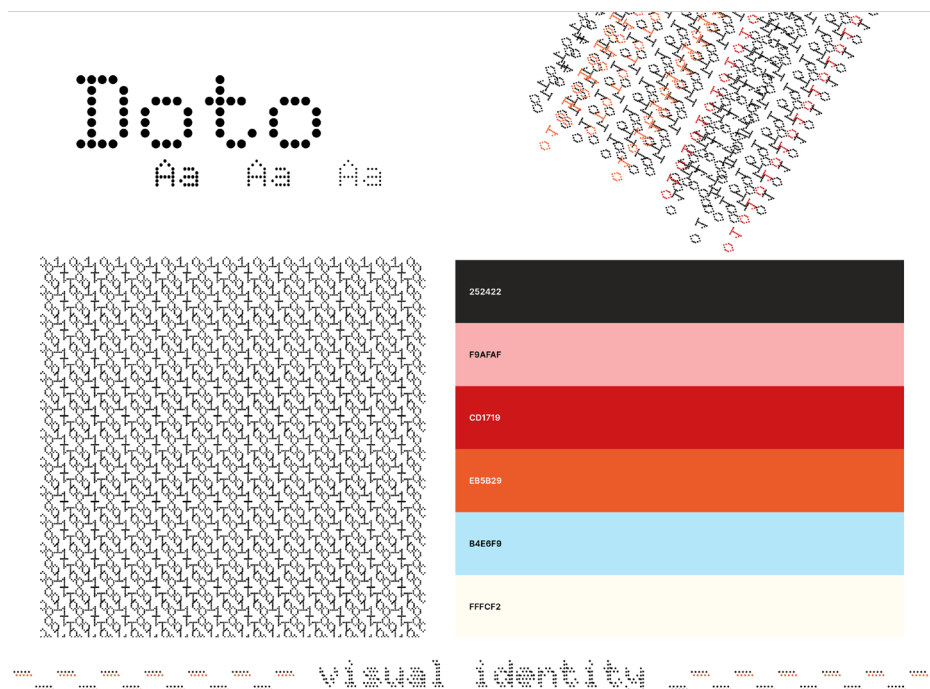 Doto
Aa Aa Aa
252422
F9AFAF
CD1719
EB5B29
B4E6F9
FFFCF2
visual identity